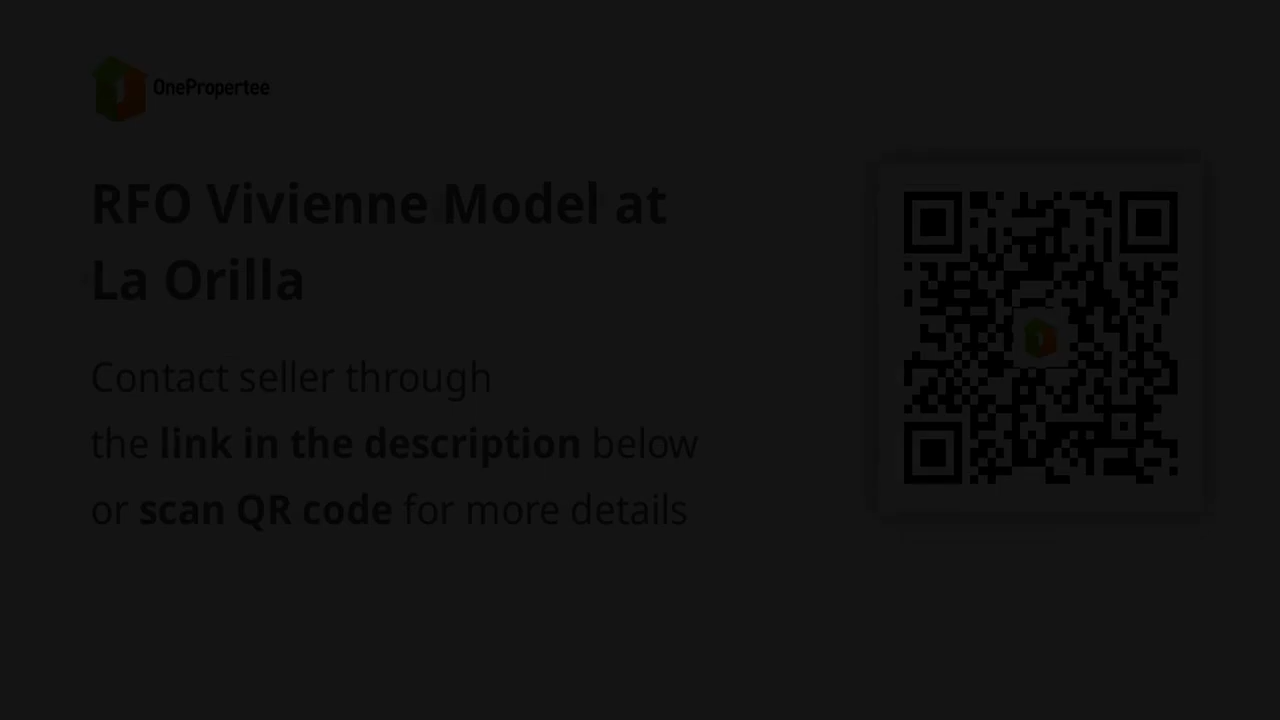 OnePropertee
RFO Vivienne Model at
La Orilla
Contact seller through
the link in the description below
or scan QR code for more details